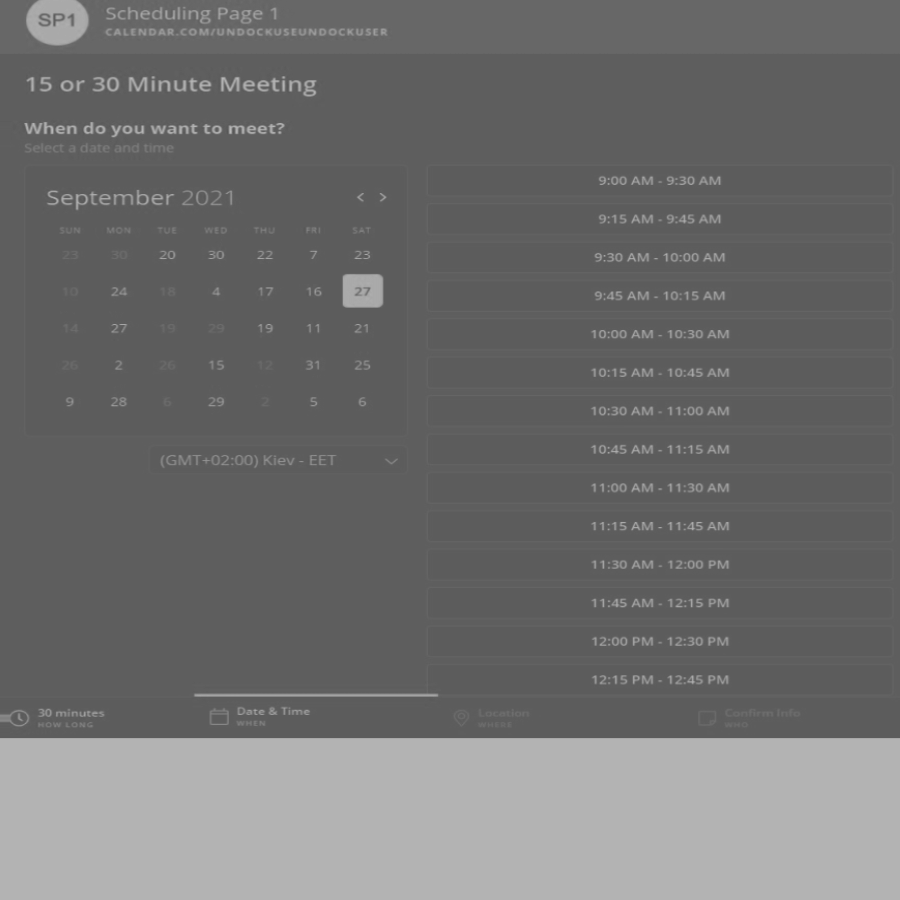 SP1
Scheduling Page 1
CALENDAR.COM/UNDOCKUSEUNDOCKUSER
15 or 30 Minute Meeting
When do you want to meet?
Select a date and time
September 2021
< >
SUN MON TUE WED THU FRI SAT
23 30 20 30 22 7 23
10 24 18 4 17 16 27
14 27 19 29 19 11 21
26 2 26 15 12 31 25
9 28 6 29 2 5 6
(GMT+02:00) Kiev - EET
9:00 AM - 9:30 AM
9:15 AM - 9:45 AM
9:30 AM - 10:00 AM
9:45 AM - 10:15 AM
10:00 AM - 10:30 AM
10:15 AM - 10:45 AM
10:30 AM - 11:00 AM
10:45 AM - 11:15 AM
11:00 AM - 11:30 AM
11:15 AM - 11:45 AM
11:30 AM - 12:00 PM
11:45 AM - 12:15 PM
12:00 PM - 12:30 PM
12:15 PM - 12:45 PM
30 minutes
HOW LONG
Date & Time
WHEN
Location
WHERE
Confirm Info
WHO